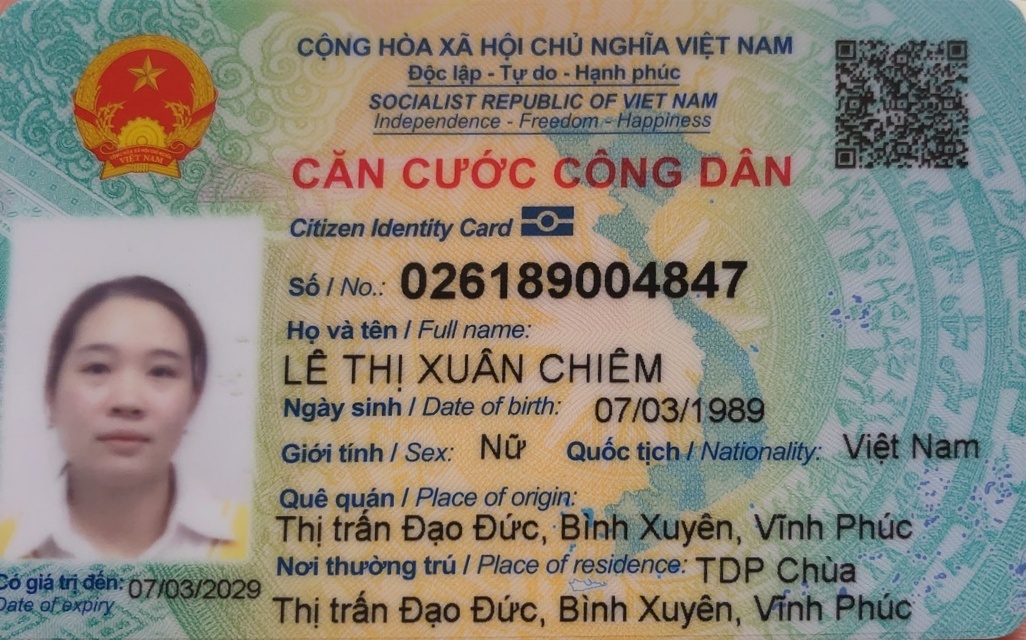 CỘNG HÒA XÃ HỘI CHỦ NGHĨA VIỆT NAM
Độc lập - Tự do - Hạnh phúc
SOCIALIST REPUBLIC OF VIET NAM
Independence - Freedom - Happiness
CĂN CƯỚC CÔNG DÂN
Citizen Identity Card
Số / No.: 026189004847
Họ và tên / Full name:
LÊ THỊ XUÂN CHIÊM
Ngày sinh / Date of birth: 07/03/1989
Giới tính / Sex: Nữ Quốc tịch / Nationality: Việt Nam
Quê quán / Place of origin:
Thị trấn Đạo Đức, Bình Xuyên, Vĩnh Phúc
Nơi thường trú / Place of residence: TDP Chùa
Thị trấn Đạo Đức, Bình Xuyên, Vĩnh Phúc
Có giá trị đến: 07/03/2029
Date of expiry
VIỆT NAM